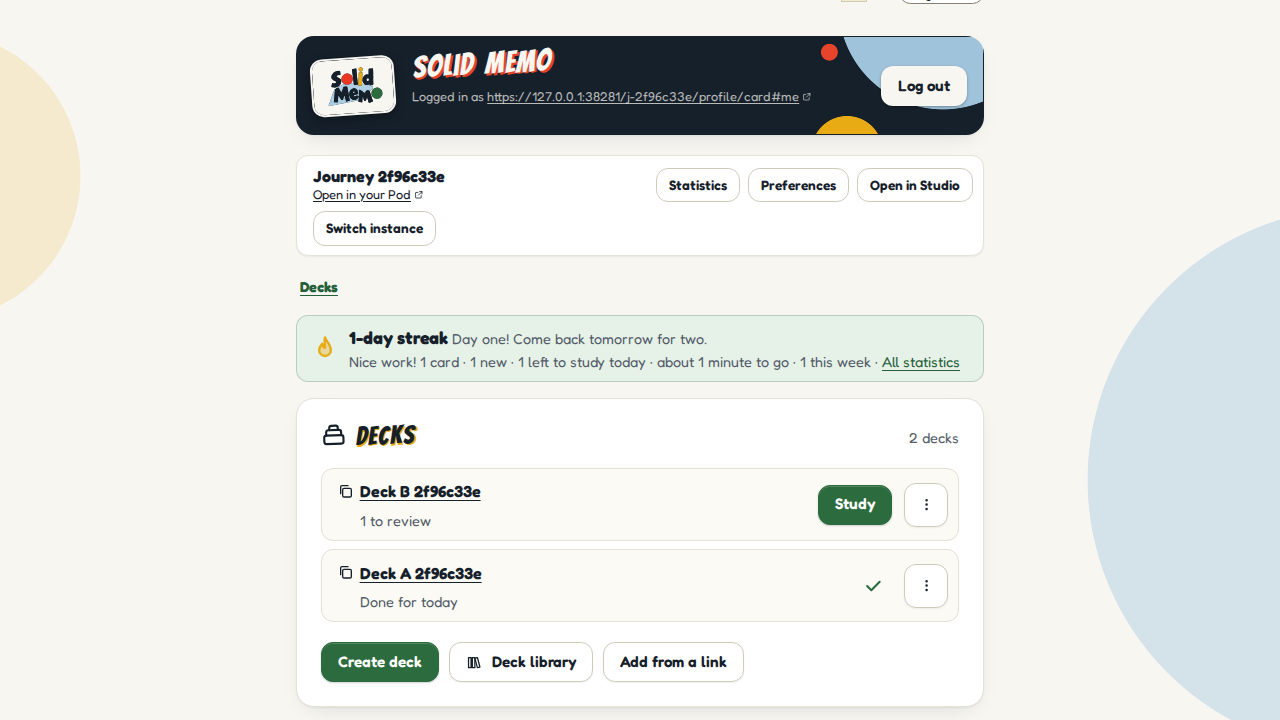 Solid Memo
SOLID MEMO
Logged in as https://127.0.0.1:38281/j-2f96c33e/profile/card#me
Log out
Journey 2f96c33e
Open in your Pod
Statistics
Preferences
Open in Studio
Switch instance
Decks
1-day streak Day one! Come back tomorrow for two.
Nice work! 1 card · 1 new · 1 left to study today · about 1 minute to go · 1 this week · All statistics
DECKS
2 decks
Deck B 2f96c33e
1 to review
Study
Deck A 2f96c33e
Done for today
Create deck
Deck library
Add from a link